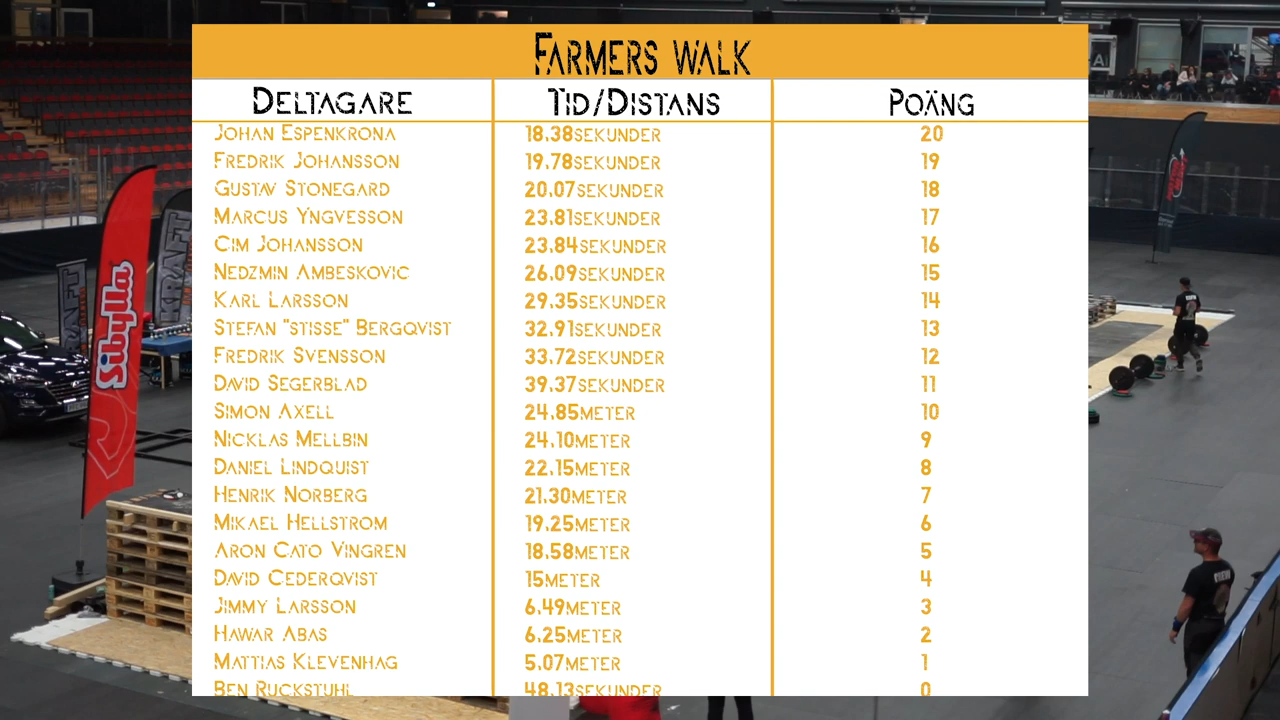 Farmers walk
Deltagare Tid/Distans Poäng
Johan Espenkrona 18.38sekunder 20
Fredrik Johansson 19.78sekunder 19
Gustav Stonegard 20.07sekunder 18
Marcus Yngvesson 23.81sekunder 17
Cim Johansson 23.84sekunder 16
Nedzmin Ambeskovic 26.09sekunder 15
Karl Larsson 29.35sekunder 14
Stefan "stisse" Bergqvist 32.91sekunder 13
Fredrik Svensson 33.72sekunder 12
David Segerblad 39.37sekunder 11
Simon Axell 24.85meter 10
Nicklas Mellbin 24.10meter 9
Daniel Lindquist 22.15meter 8
Henrik Norberg 21.30meter 7
Mikael Hellstrom 19.25meter 6
Aron Cato Vingren 18.58meter 5
David Cederqvist 15meter 4
Jimmy Larsson 6.49meter 3
Hawar Abas 6.25meter 2
Mattias Klevenhag 5.07meter 1
Ben Ruckstuhl 48.13sekunder 0
Sibylla
KRAFT
CREW